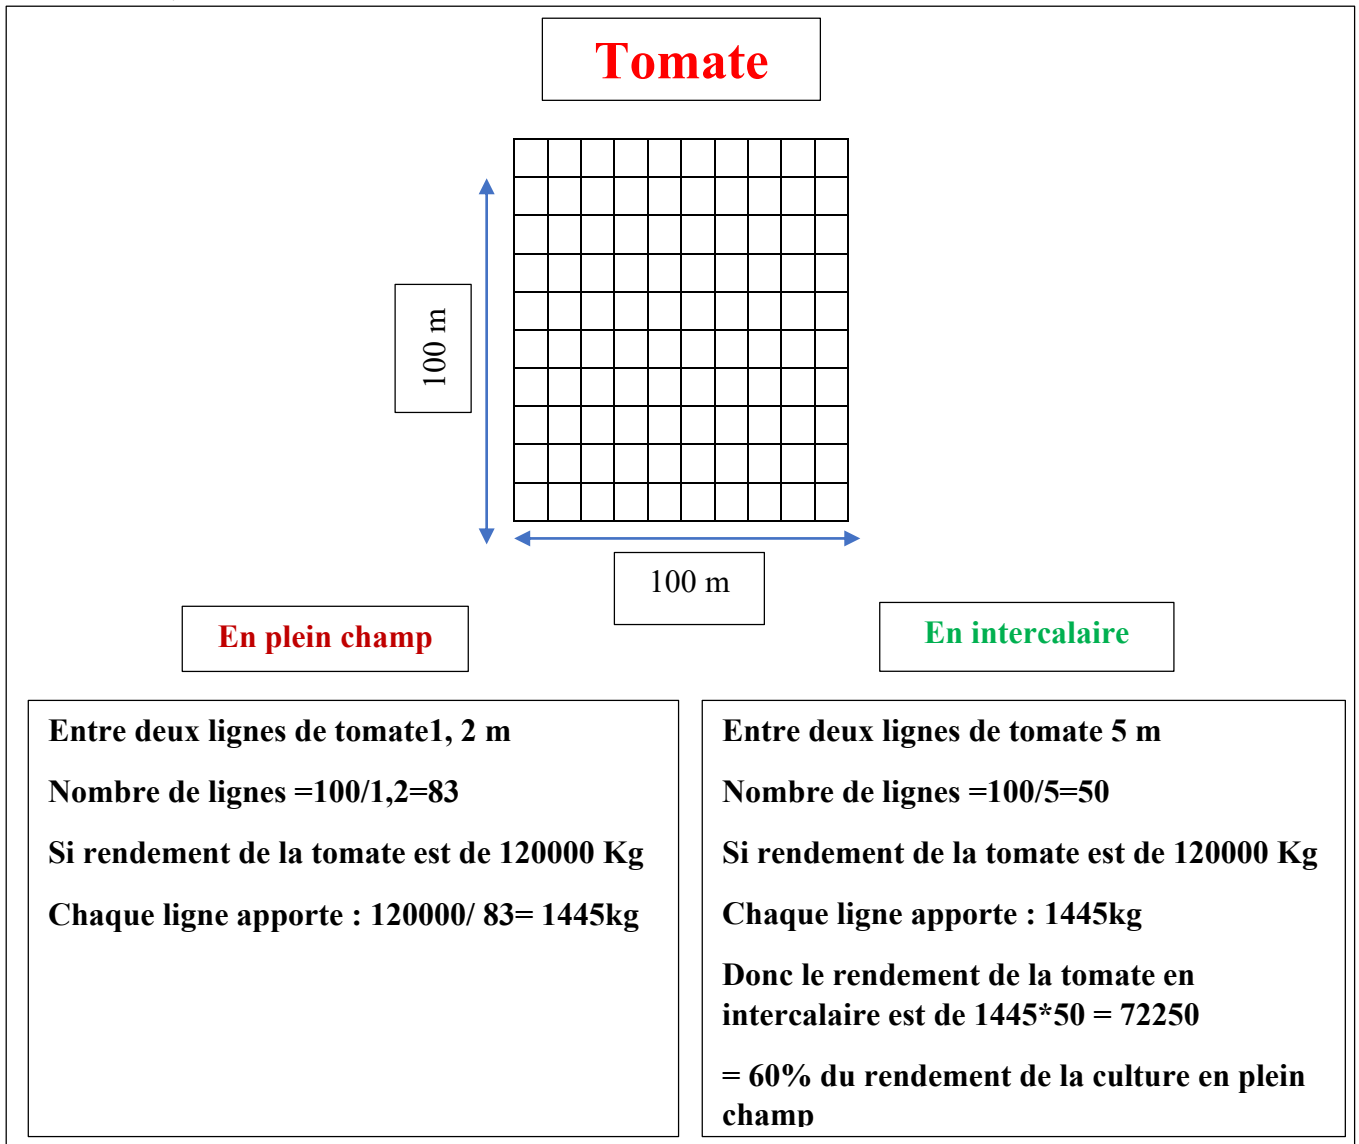 Tomate
100 m
100 m
En plein champ
En intercalaire
Entre deux lignes de tomate1, 2 m
Nombre de lignes =100/1,2=83
Si rendement de la tomate est de 120000 Kg
Chaque ligne apporte : 120000/ 83= 1445kg
Entre deux lignes de tomate 5 m
Nombre de lignes =100/5=50
Si rendement de la tomate est de 120000 Kg
Chaque ligne apporte : 1445kg
Donc le rendement de la tomate en
intercalaire est de 1445*50 = 72250
= 60% du rendement de la culture en plein
champ